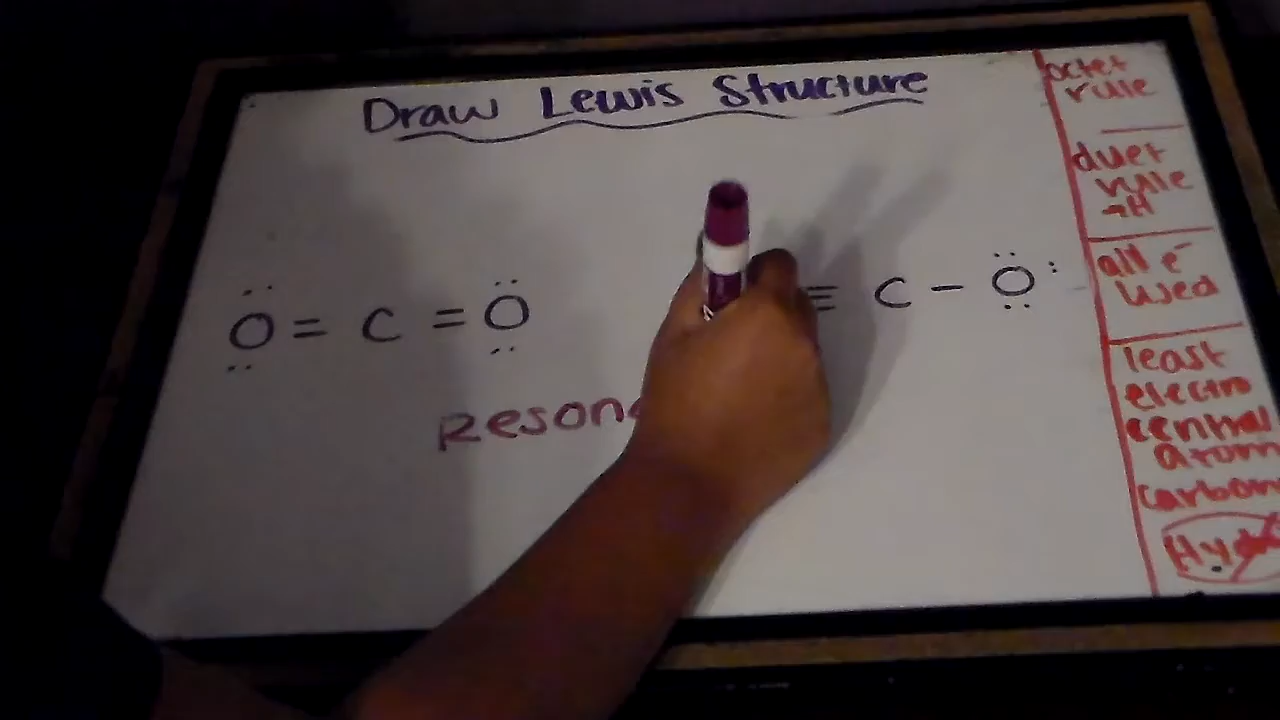 Draw Lewis Structure
octet
rule
duet
rule
→H
all e⁻
used
least
electro
central
atom
carbon
O = C = O
≡ C - O
Reson